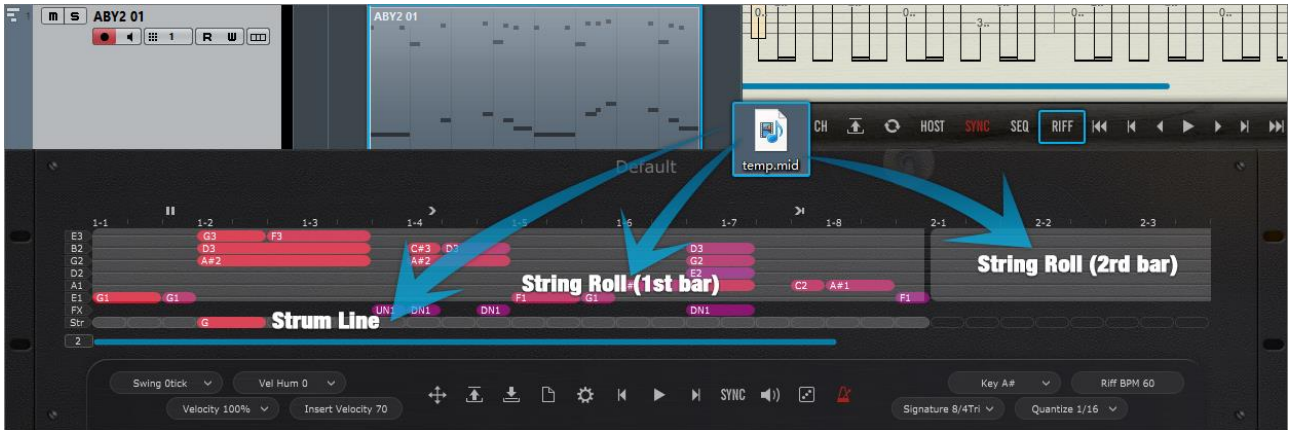 1 m s ABY2 01
1 R W
ABY2 01
0.. 0.. 3.. 0.. 0..
CH HOST SYNC SEQ RIFF
temp.mid
Default
1-1 1-2 1-3 1-4 1-5 1-6 1-7 1-8 2-1 2-2 2-3
E3 G3 F3
B2 D3 C#3 D3 D3
G2 A#2 A#2 G2
D2 E2
A1 C2 A#1
E1 G1 G1 F1 G1 F1
FX UN1 DN1 DN1 DN1
Str G
Strum Line
String Roll (1st bar)
String Roll (2rd bar)
2
Swing 0tick Vel Hum 0 SYNC Key A# Riff BPM 60
Velocity 100% Insert Velocity 70 Signature 8/4Tri Quantize 1/16